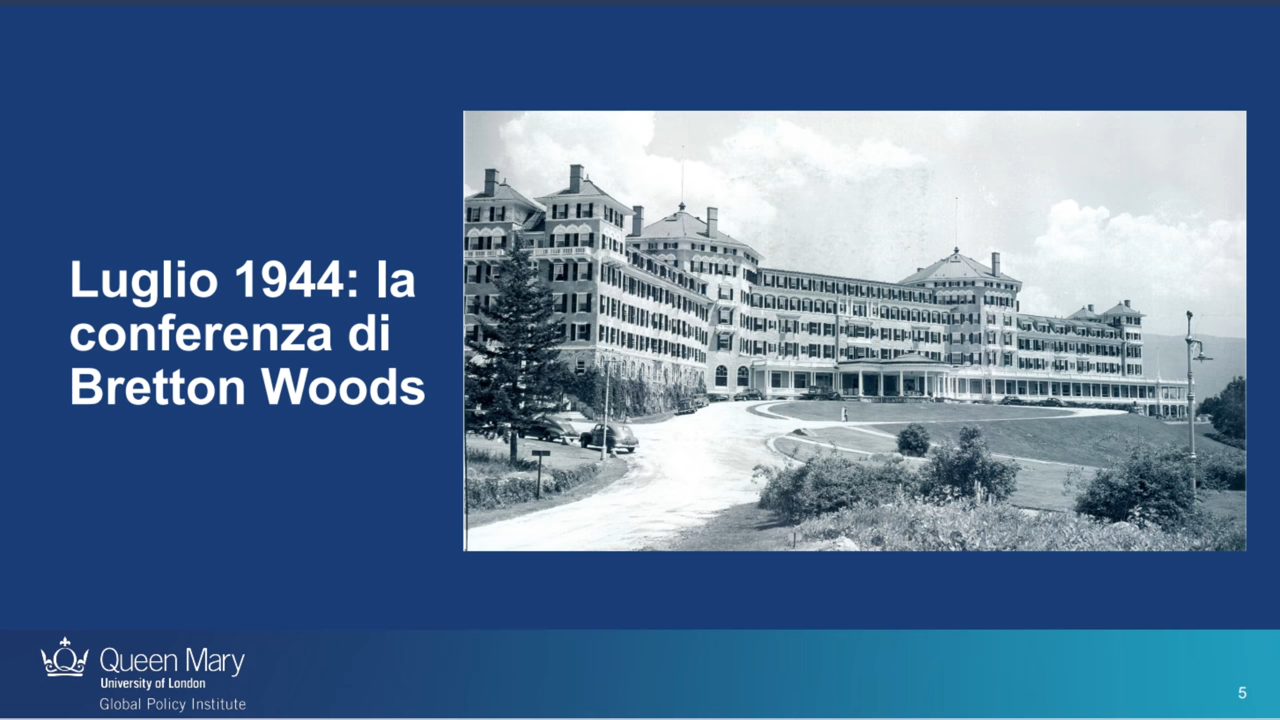 Luglio 1944: la
conferenza di
Bretton Woods
Queen Mary
University of London
Global Policy Institute
5